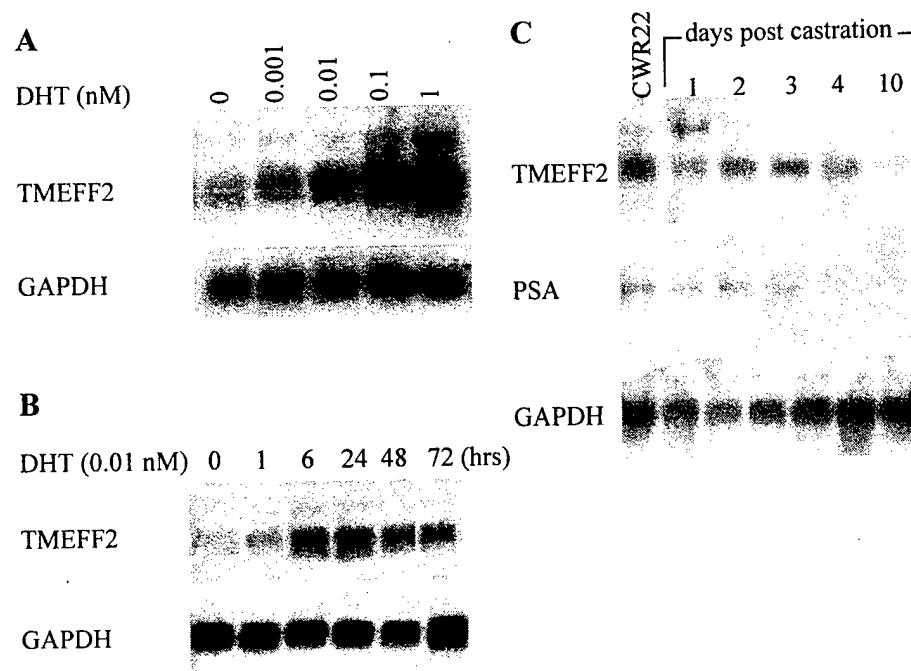 A
DHT (nM) 0 0.001 0.01 0.1 1
TMEFF2
GAPDH
B
DHT (0.01 nM) 0 1 6 24 48 72 (hrs)
TMEFF2
GAPDH
C
CWR22 days post castration
1 2 3 4 10
TMEFF2
PSA
GAPDH